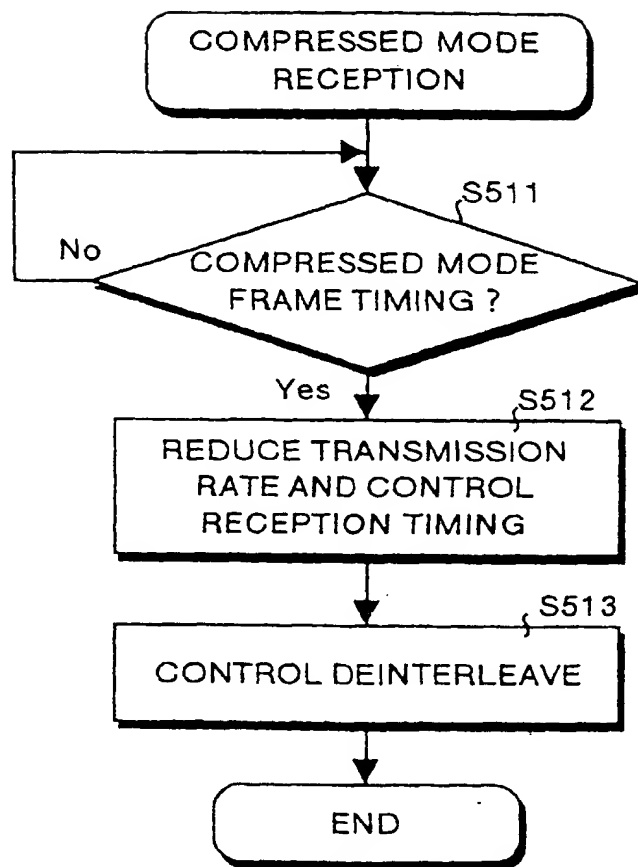 COMPRESSED MODE
RECEPTION
S511
No
COMPRESSED MODE
FRAME TIMING ?
Yes
S512
REDUCE TRANSMISSION
RATE AND CONTROL
RECEPTION TIMING
S513
CONTROL DEINTERLEAVE
END